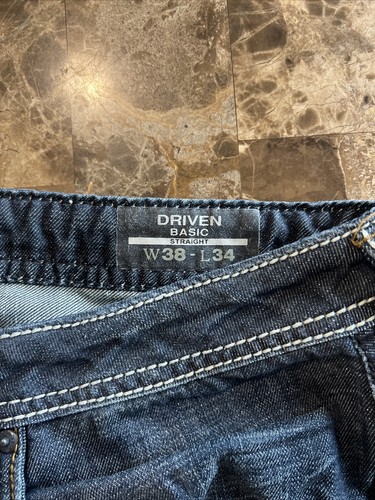 DRIVEN
BASIC
STRAIGHT
W38 - L34